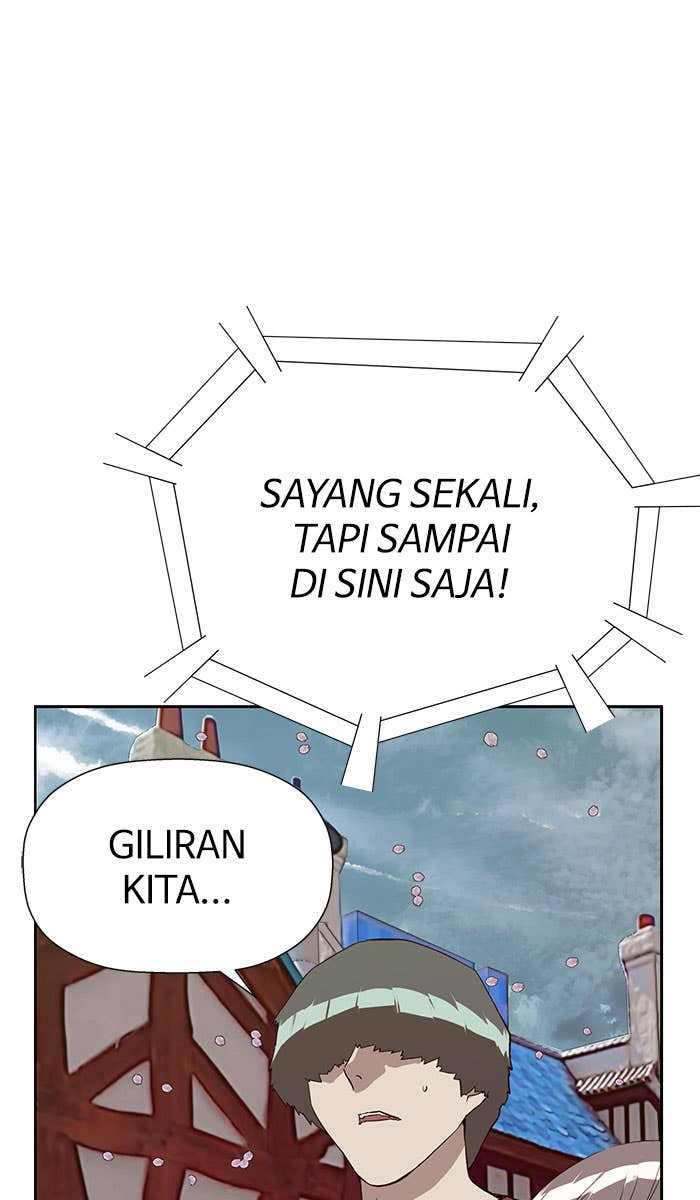 SAYANG SEKALI,
TAPI SAMPAI
DI SINI SAJA!
GILIRAN
KITA...